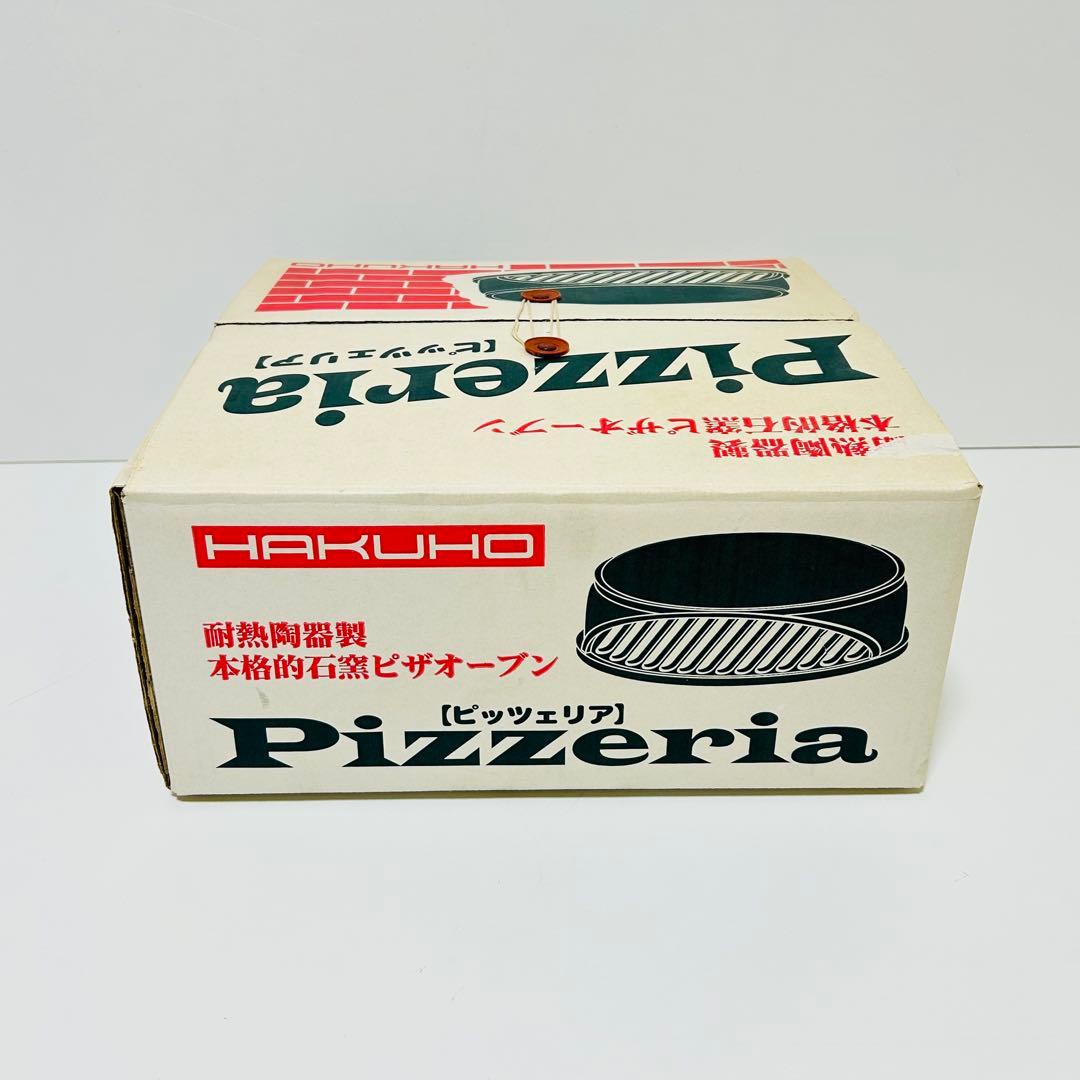 HAKUHO
Pizzeria
【ピッツェリア】
耐熱陶器製
本格的石窯ピザオーブン
HAKUHO
耐熱陶器製
本格的石窯ピザオーブン
【ピッツェリア】
Pizzeria